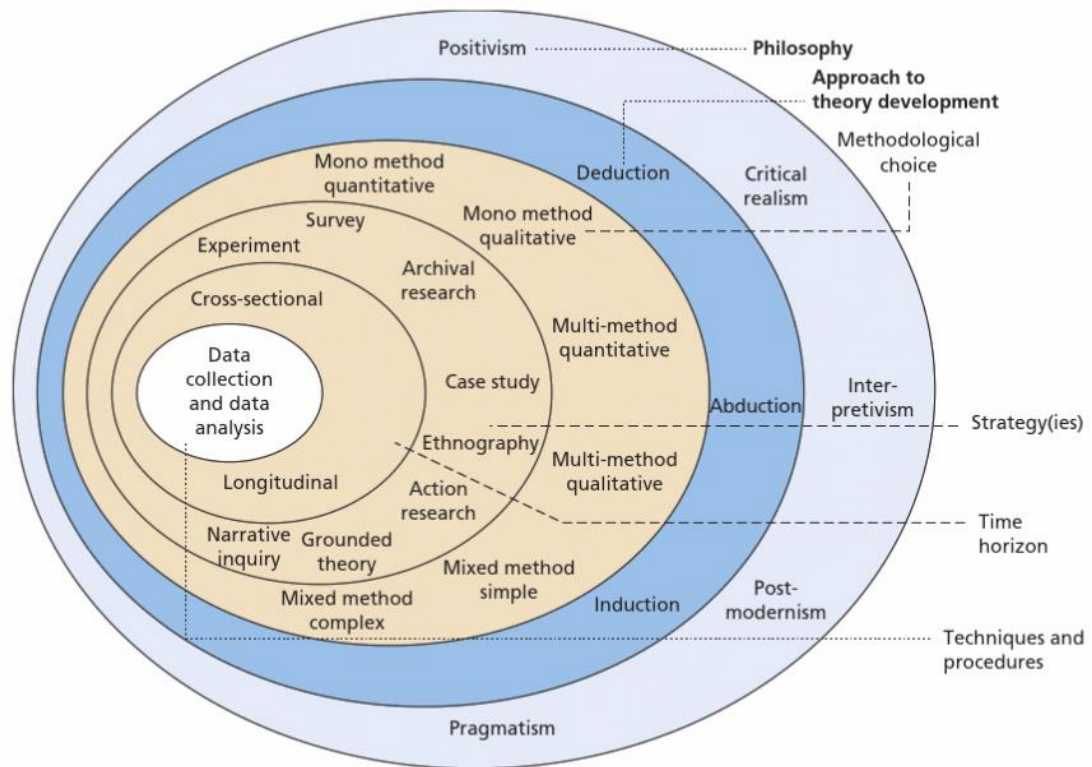 Positivism
Philosophy
Approach to
theory development
Methodological
choice
Mono method
quantitative
Deduction
Critical
realism
Mono method
qualitative
Survey
Experiment
Archival
research
Cross-sectional
Multi-method
quantitative
Data
collection
and data
analysis
Case study
Abduction
Inter-
pretivism
Strategy(ies)
Ethnography
Multi-method
qualitative
Longitudinal
Action
research
Time
horizon
Narrative
inquiry
Grounded
theory
Mixed method
simple
Mixed method
complex
Induction
Post-
modernism
Techniques and
procedures
Pragmatism